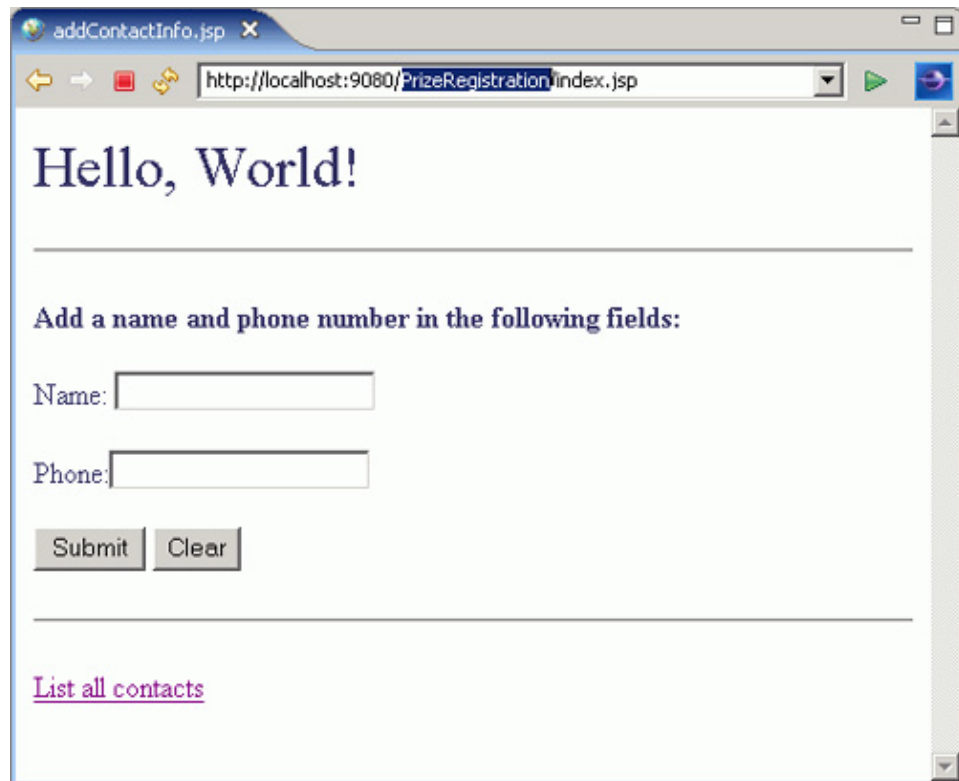 addContactInfo.jsp
http://localhost:9080/PrizeRegistration/index.jsp
Hello, World!
Add a name and phone number in the following fields:
Name:
Phone:
Submit Clear
List all contacts